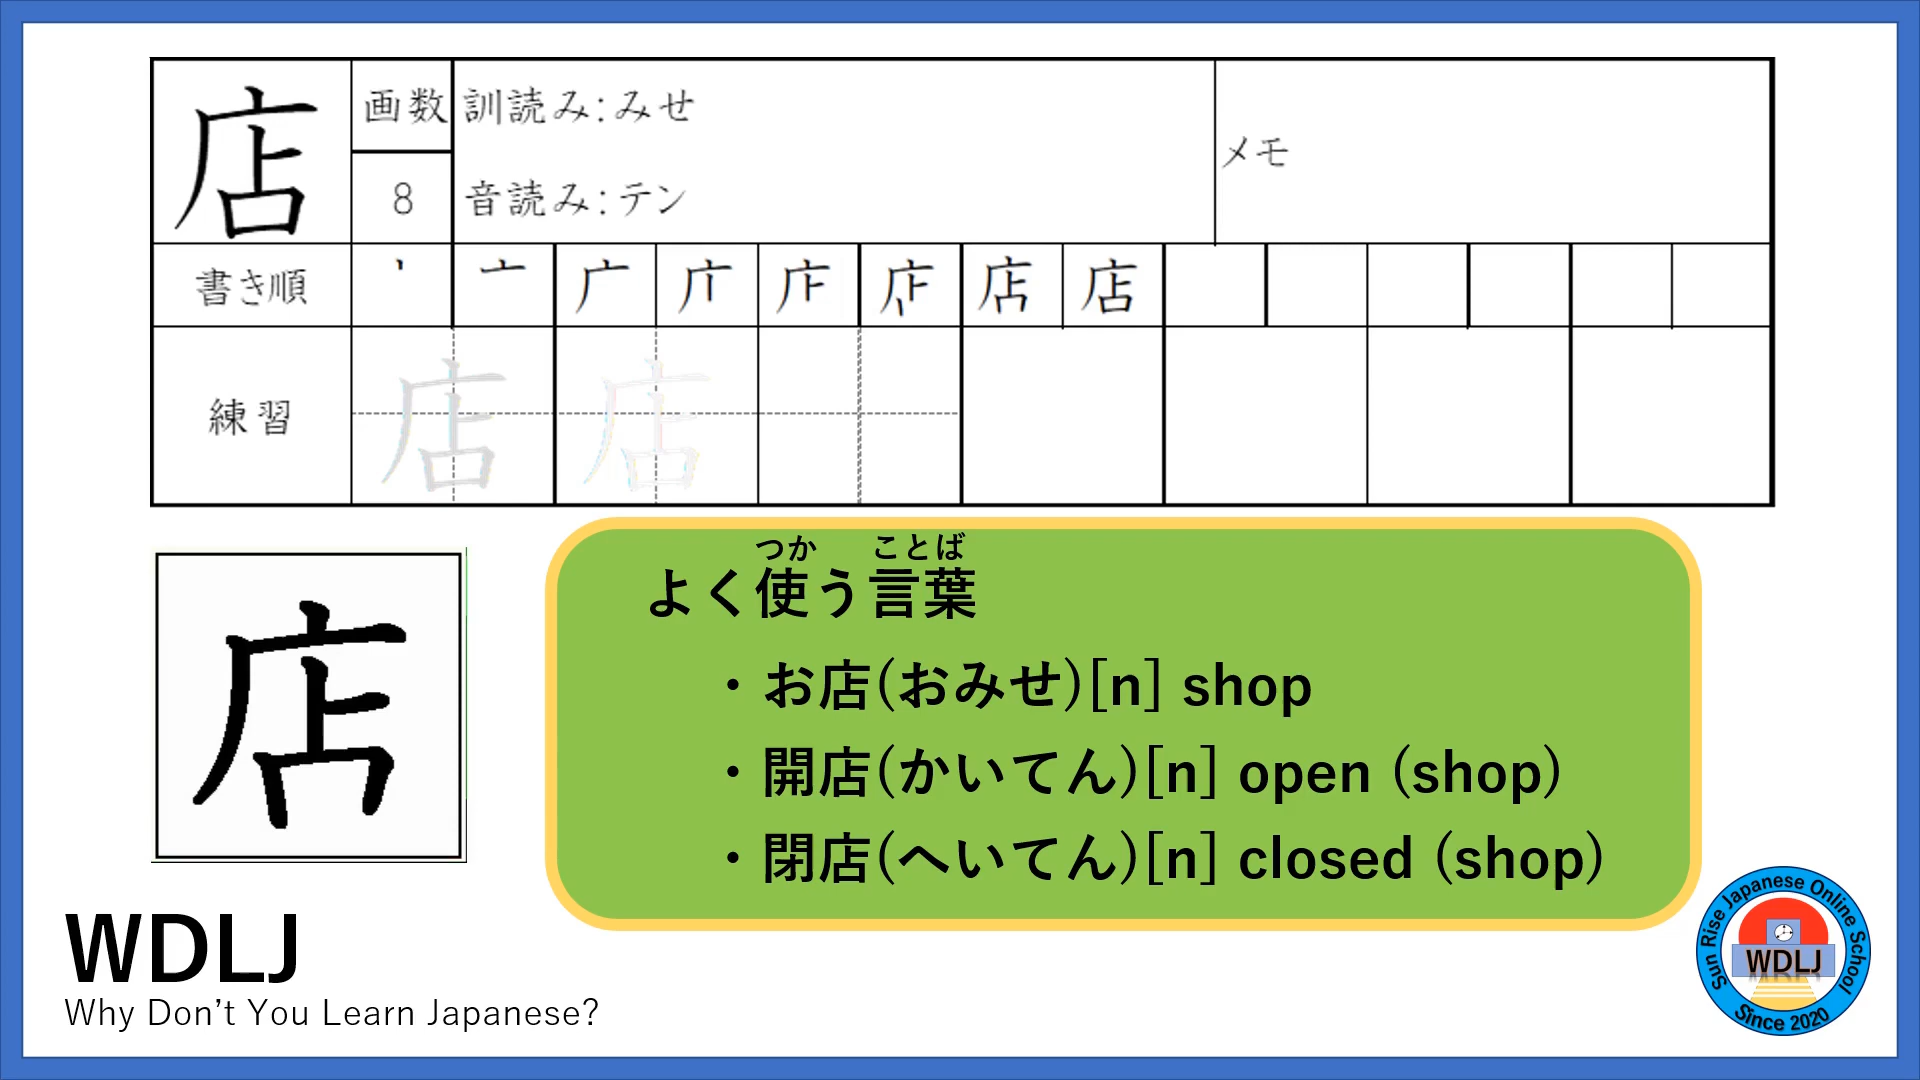 店
画数
8
訓読み:みせ
音読み:テン
メモ
書き順
店 店
練習
店 店
よく使う言葉
つか ことば
・お店(おみせ)[n] shop
・開店(かいてん)[n] open (shop)
・閉店(へいてん)[n] closed (shop)
WDLJ
Why Don't You Learn Japanese?
Sun Rise Japanese Online School
WDLJ
Since 2020